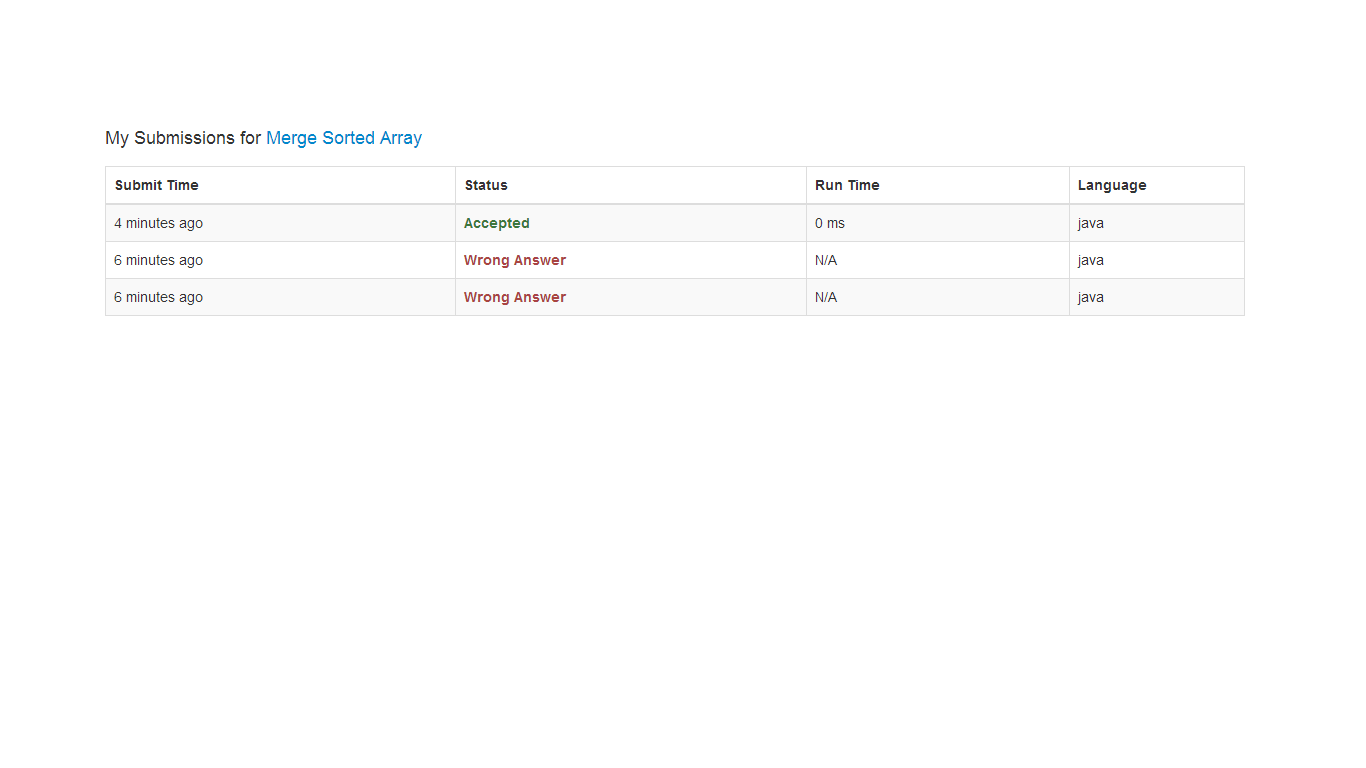 My Submissions for Merge Sorted Array
Submit Time Status Run Time Language
4 minutes ago Accepted 0 ms java
6 minutes ago Wrong Answer N/A java
6 minutes ago Wrong Answer N/A java